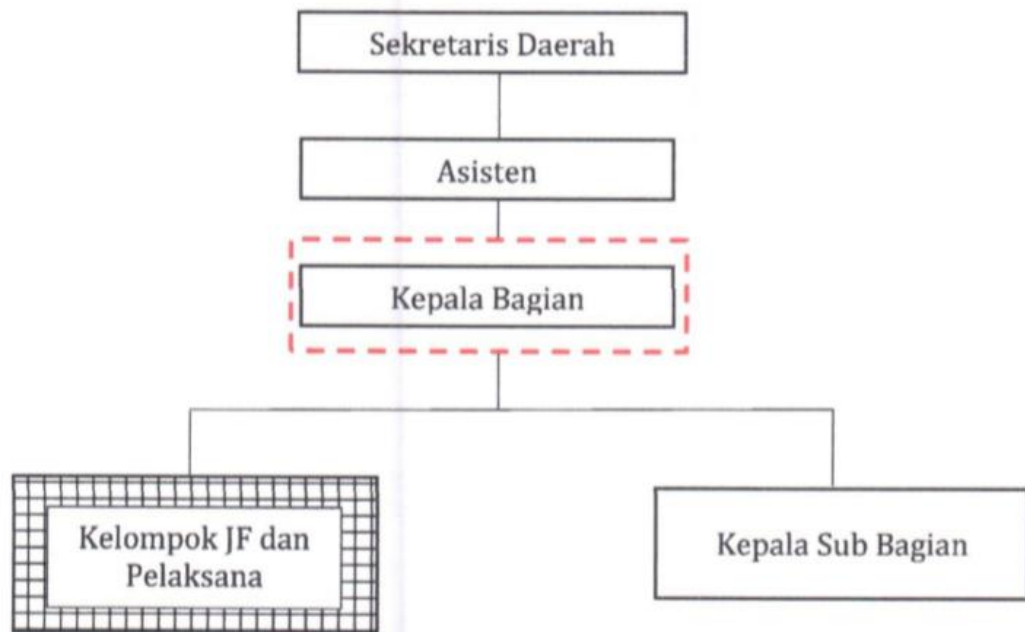 Sekretaris Daerah
Asisten
Kepala Bagian
Kelompok JF dan
Pelaksana
Kepala Sub Bagian